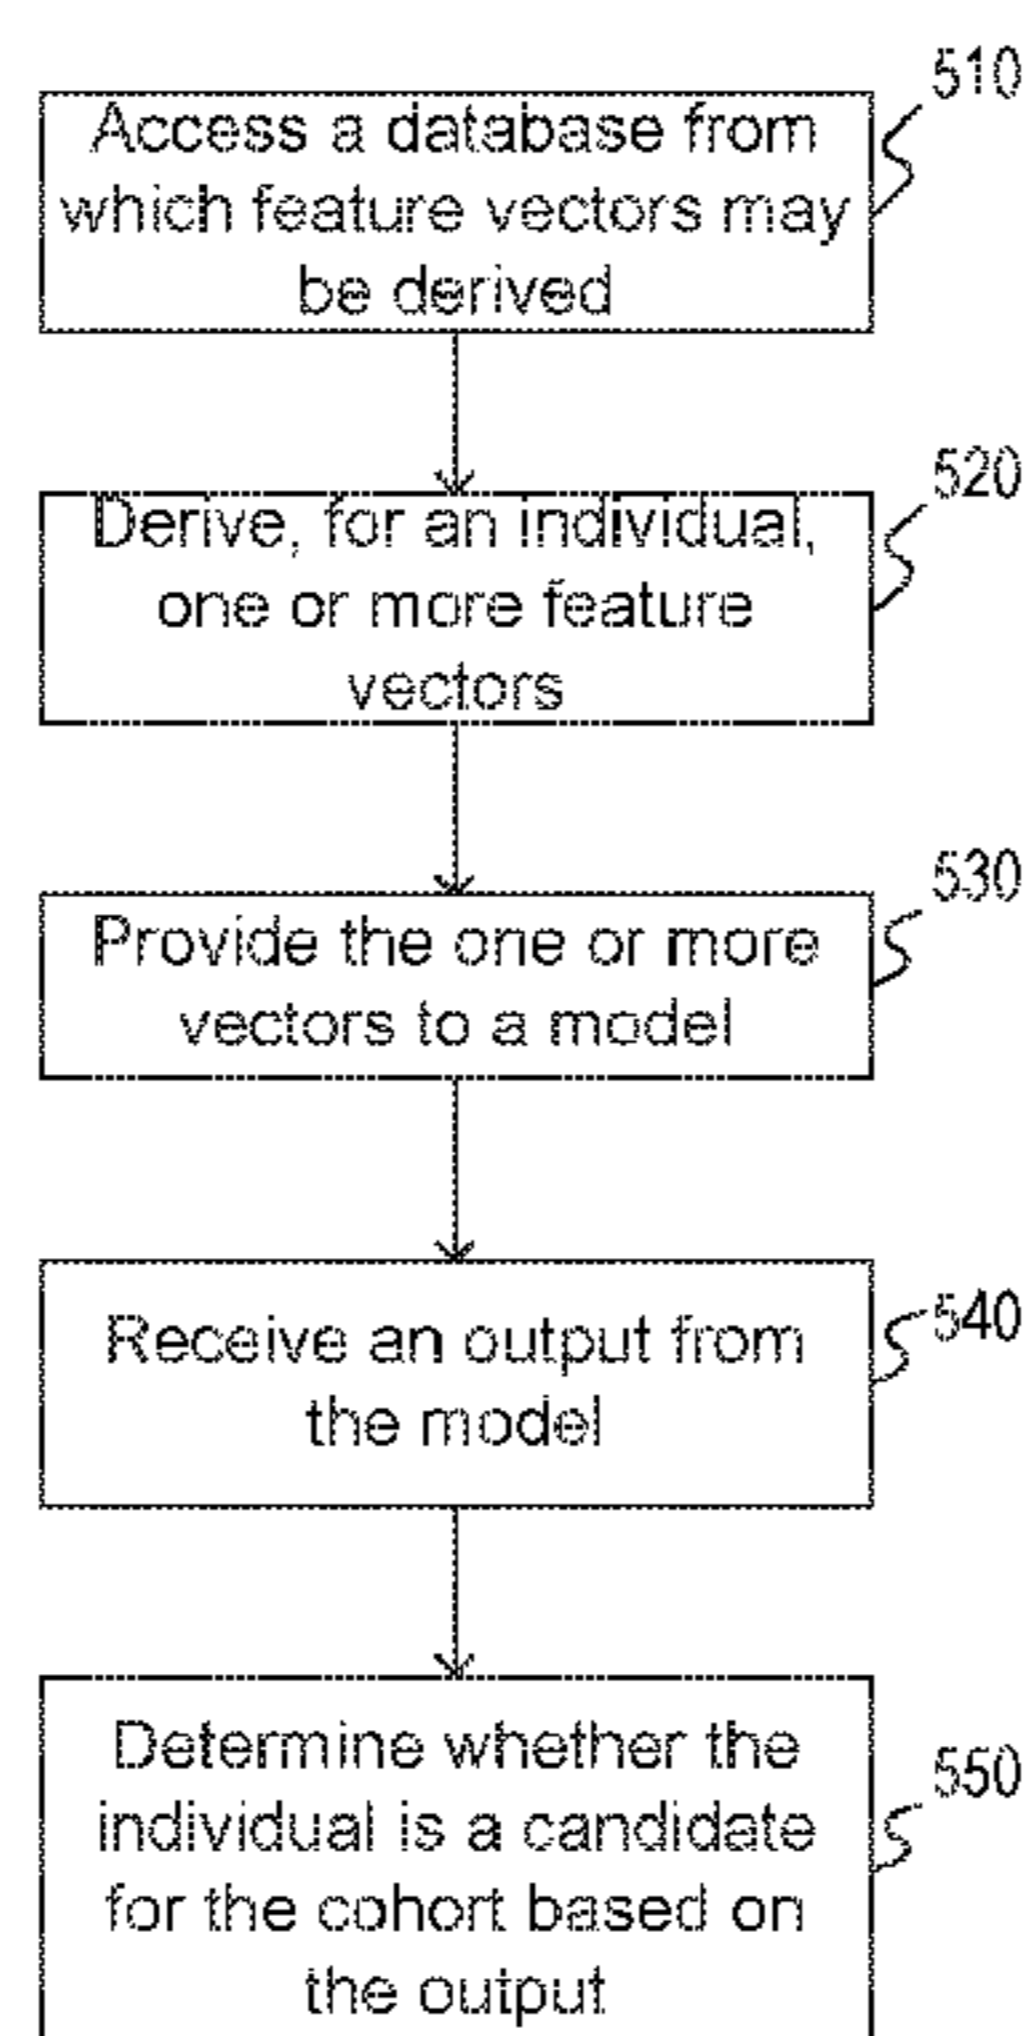 510
Access a database from
which feature vectors may
be derived
520
Derive, for an individual,
one or more feature
vectors
530
Provide the one or more
vectors to a model
540
Receive an output from
the model
550
Determine whether the
individual is a candidate
for the cohort based on
the output